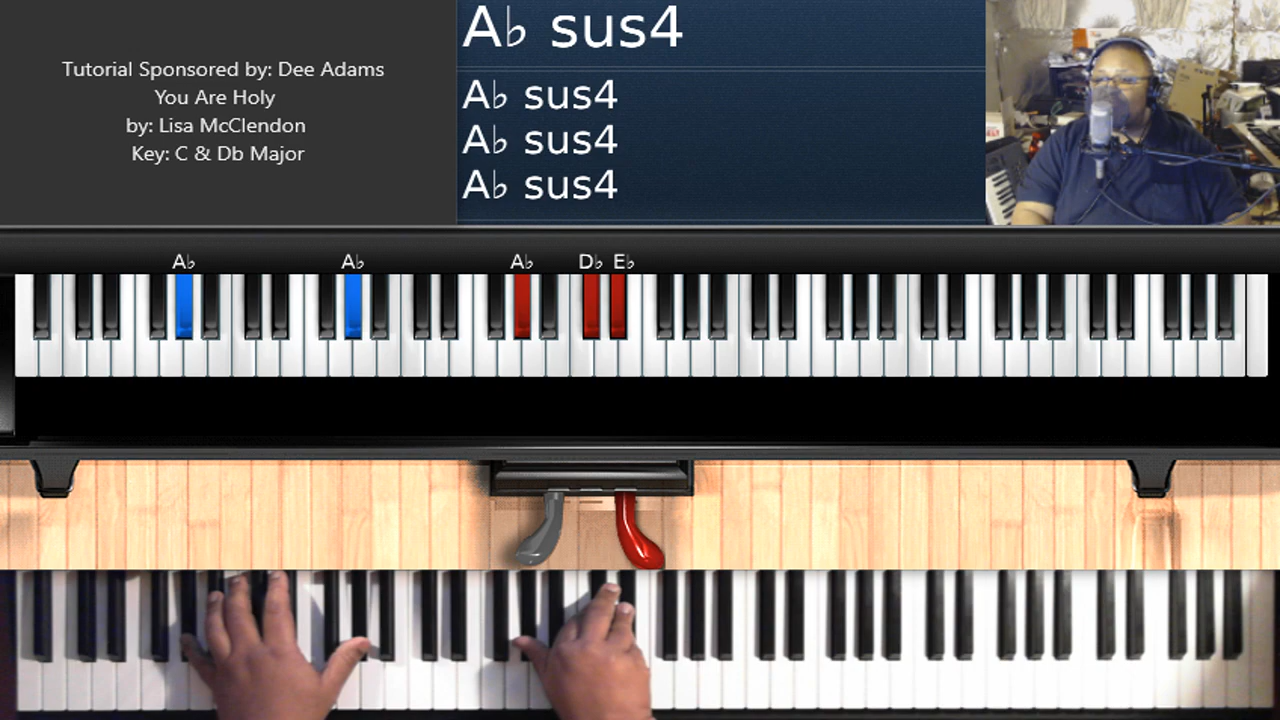 Tutorial Sponsored by: Dee Adams
You Are Holy
by: Lisa McClendon
Key: C & Db Major
A♭ sus4
A♭ sus4
A♭ sus4
A♭ sus4
A♭ A♭ A♭ D♭ E♭